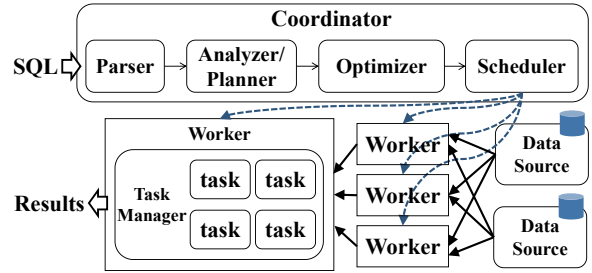 Coordinator
SQL
Parser
Analyzer/
Planner
Optimizer
Scheduler
Worker
Task
Manager
task
task
task
task
Results
Worker
Worker
Worker
Data
Source
Data
Source